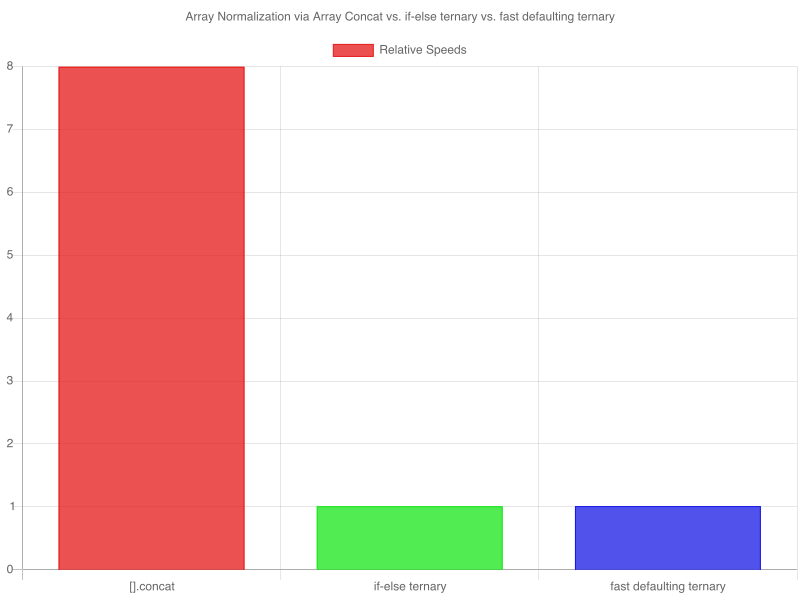 Array Normalization via Array Concat vs. if-else ternary vs. fast defaulting ternary
Relative Speeds
8
7
6
5
4
3
2
1
0
[].concat
if-else ternary
fast defaulting ternary